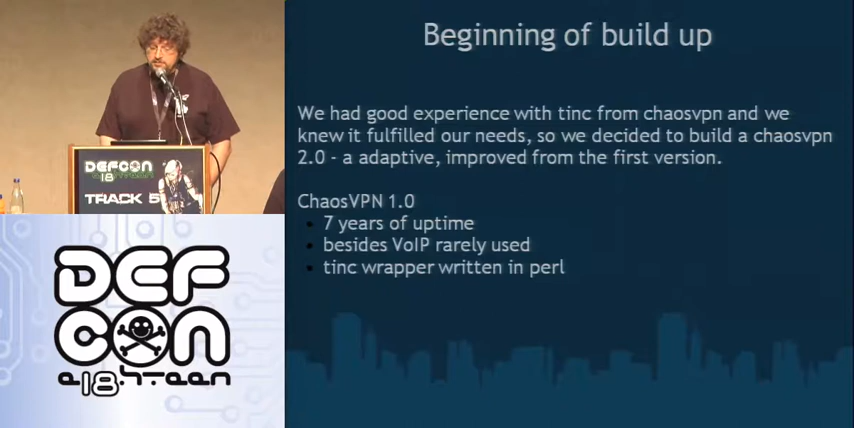 Beginning of build up
We had good experience with tinc from chaosvpn and we
knew it fulfilled our needs, so we decided to build a chaosvpn
2.0 - a adaptive, improved from the first version.
ChaosVPN 1.0
• 7 years of uptime
• besides VoIP rarely used
• tinc wrapper written in perl
DEFCON
18
TRACK 5
DEF
CON
e18hteen